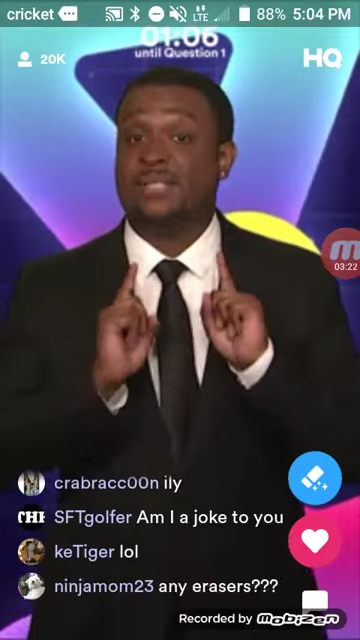 cricket LTE 88% 5:04 PM
01:06
until Question 1
20K
HQ
03:22
crabracc00n ily
SFTgolfer Am I a joke to you
keTiger lol
ninjamom23 any erasers???
Recorded by Mobizen